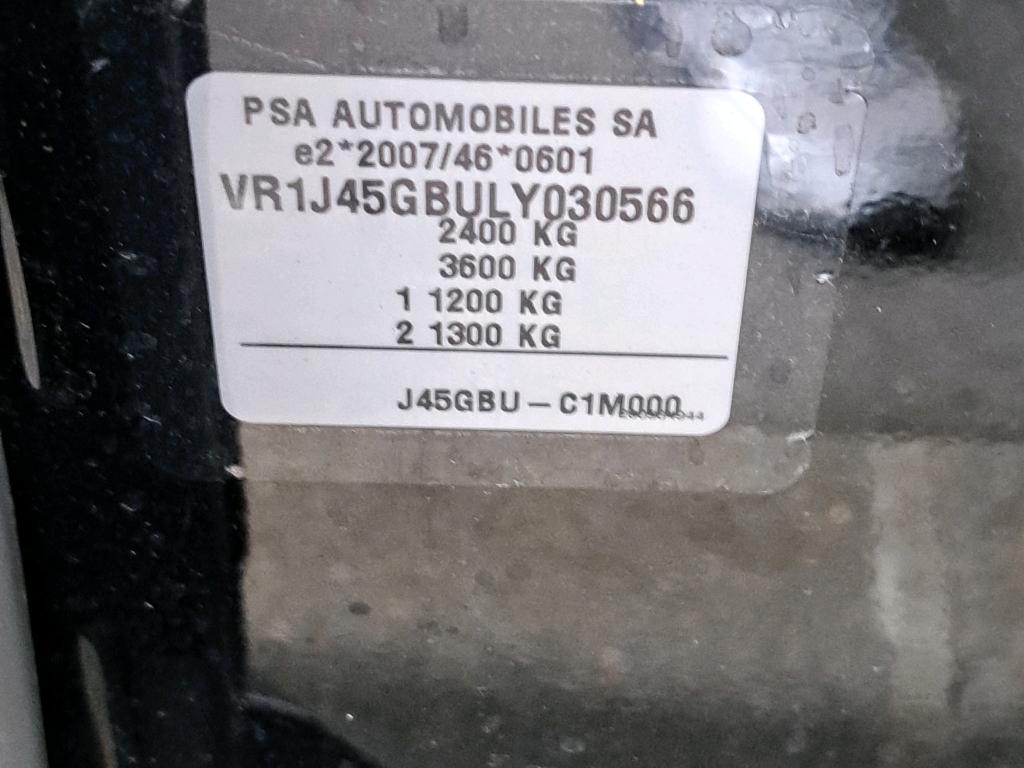 PSA AUTOMOBILES SA
e2*2007/46*0601
VR1J45GBULY030566
2400 KG
3600 KG
1 1200 KG
2 1300 KG
J45GBU – C1M000